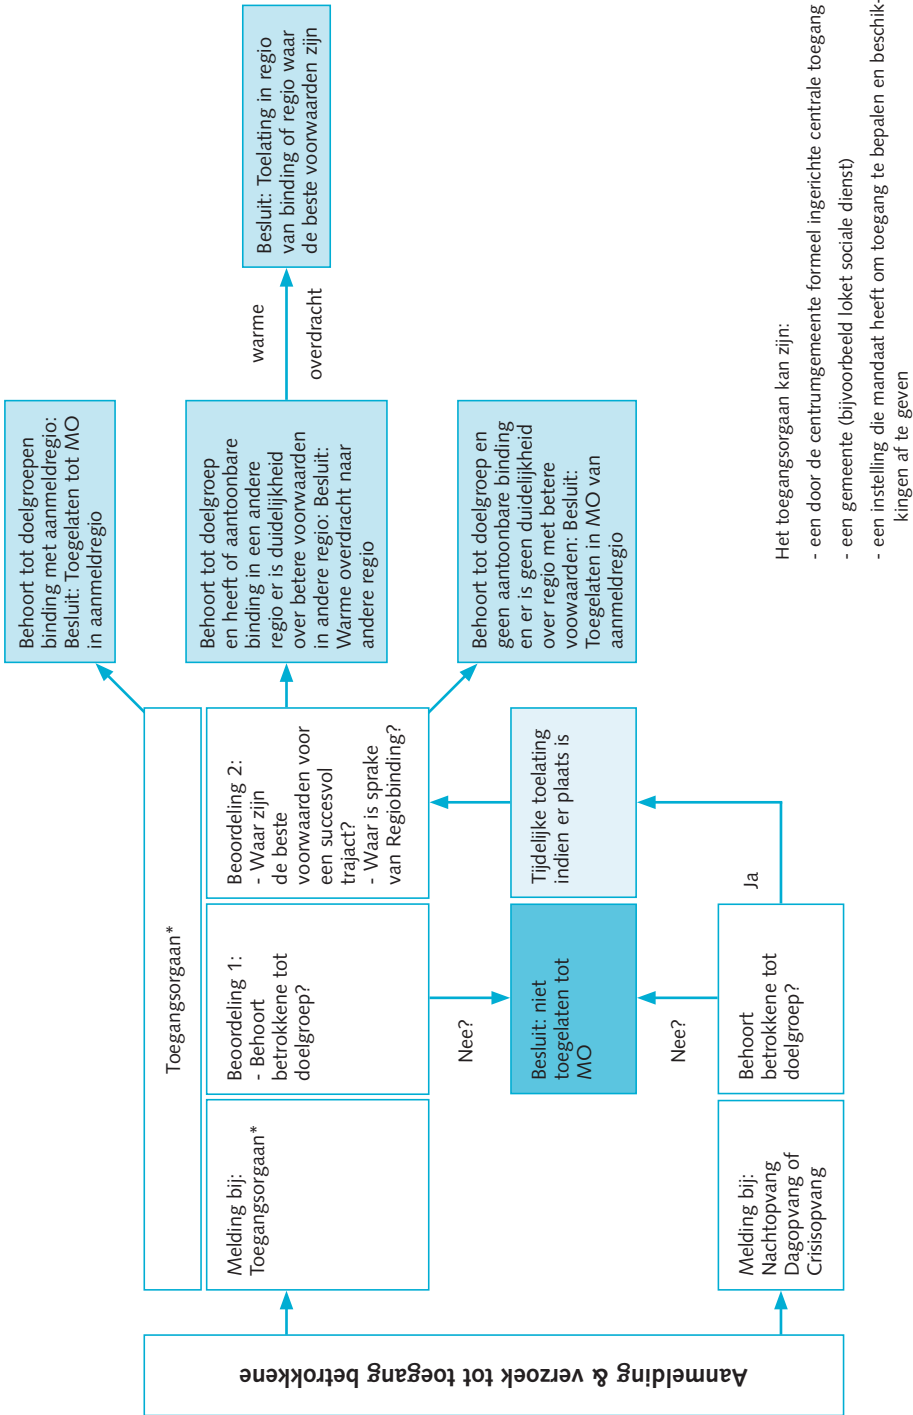 Aanmelding & verzoek tot toegang betrokkene
Toegangsorgaan*
Melding bij:
Toegangsorgaan*
Beoordeling 1:
- Behoort
betrokkene tot
doelgroep?
Beoordeling 2:
- Waar zijn
de beste
voorwaarden voor
een succesvol
trajact?
- Waar is sprake
van Regiobinding?
Behoort tot doelgroepen
binding met aanmeldregio:
Besluit: Toegelaten tot MO
in aanmeldregio
Behoort tot doelgroep
en heeft of aantoonbare
binding in een andere
regio er is duidelijkheid
over betere voorwaarden
in andere regio: Besluit:
Warme overdracht naar
andere regio
warme
overdracht
Besluit: Toelating in regio
van binding of regio waar
de beste voorwaarden zijn
Behoort tot doelgroep en
geen aantoonbare binding
en er is geen duidelijkheid
over regio met betere
voowaarden: Besluit:
Toegelaten in MO van
aanmeldregio
Nee?
Besluit: niet
toegelaten tot
MO
Tijdelijke toelating
indien er plaats is
Nee?
Ja
Melding bij:
Nachtopvang
Dagopvang of
Crisisopvang
Behoort
betrokkene tot
doelgroep?
Het toegangsorgaan kan zijn:
- een door de centrumgemeente formeel ingerichte centrale toegang
- een gemeente (bijvoorbeeld loket sociale dienst)
- een instelling die mandaat heeft om toegang te bepalen en beschik-
kingen af te geven